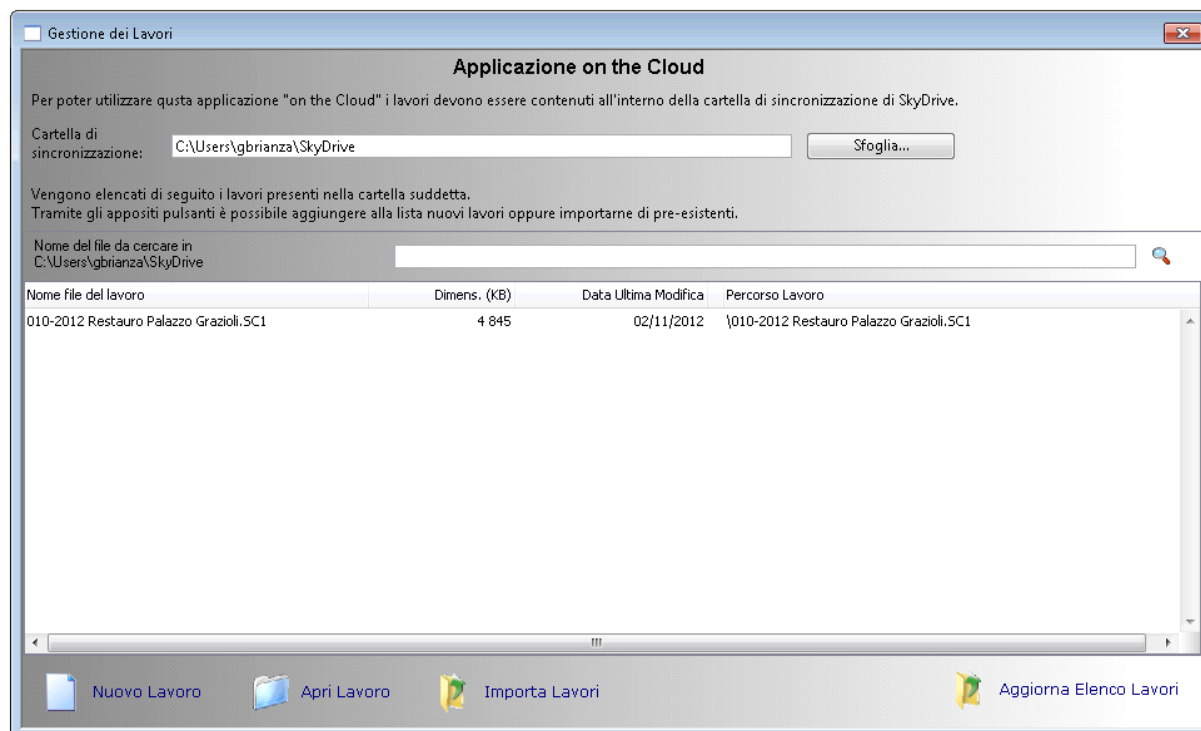 Gestione dei Lavori
Applicazione on the Cloud
Per poter utilizzare qusta applicazione "on the Cloud" i lavori devono essere contenuti all'interno della cartella di sincronizzazione di SkyDrive.
Cartella di
sincronizzazione:
C:\Users\gbrianza\SkyDrive
Sfoglia...
Vengono elencati di seguito i lavori presenti nella cartella suddetta.
Tramite gli appositi pulsanti è possibile aggiungere alla lista nuovi lavori oppure importarne di pre-esistenti.
Nome del file da cercare in
C:\Users\gbrianza\SkyDrive
Nome file del lavoro Dimens. (KB) Data Ultima Modifica Percorso Lavoro
010-2012 Restauro Palazzo Grazioli.SC1 4 845 02/11/2012 \010-2012 Restauro Palazzo Grazioli.SC1
Nuovo Lavoro Apri Lavoro Importa Lavori Aggiorna Elenco Lavori